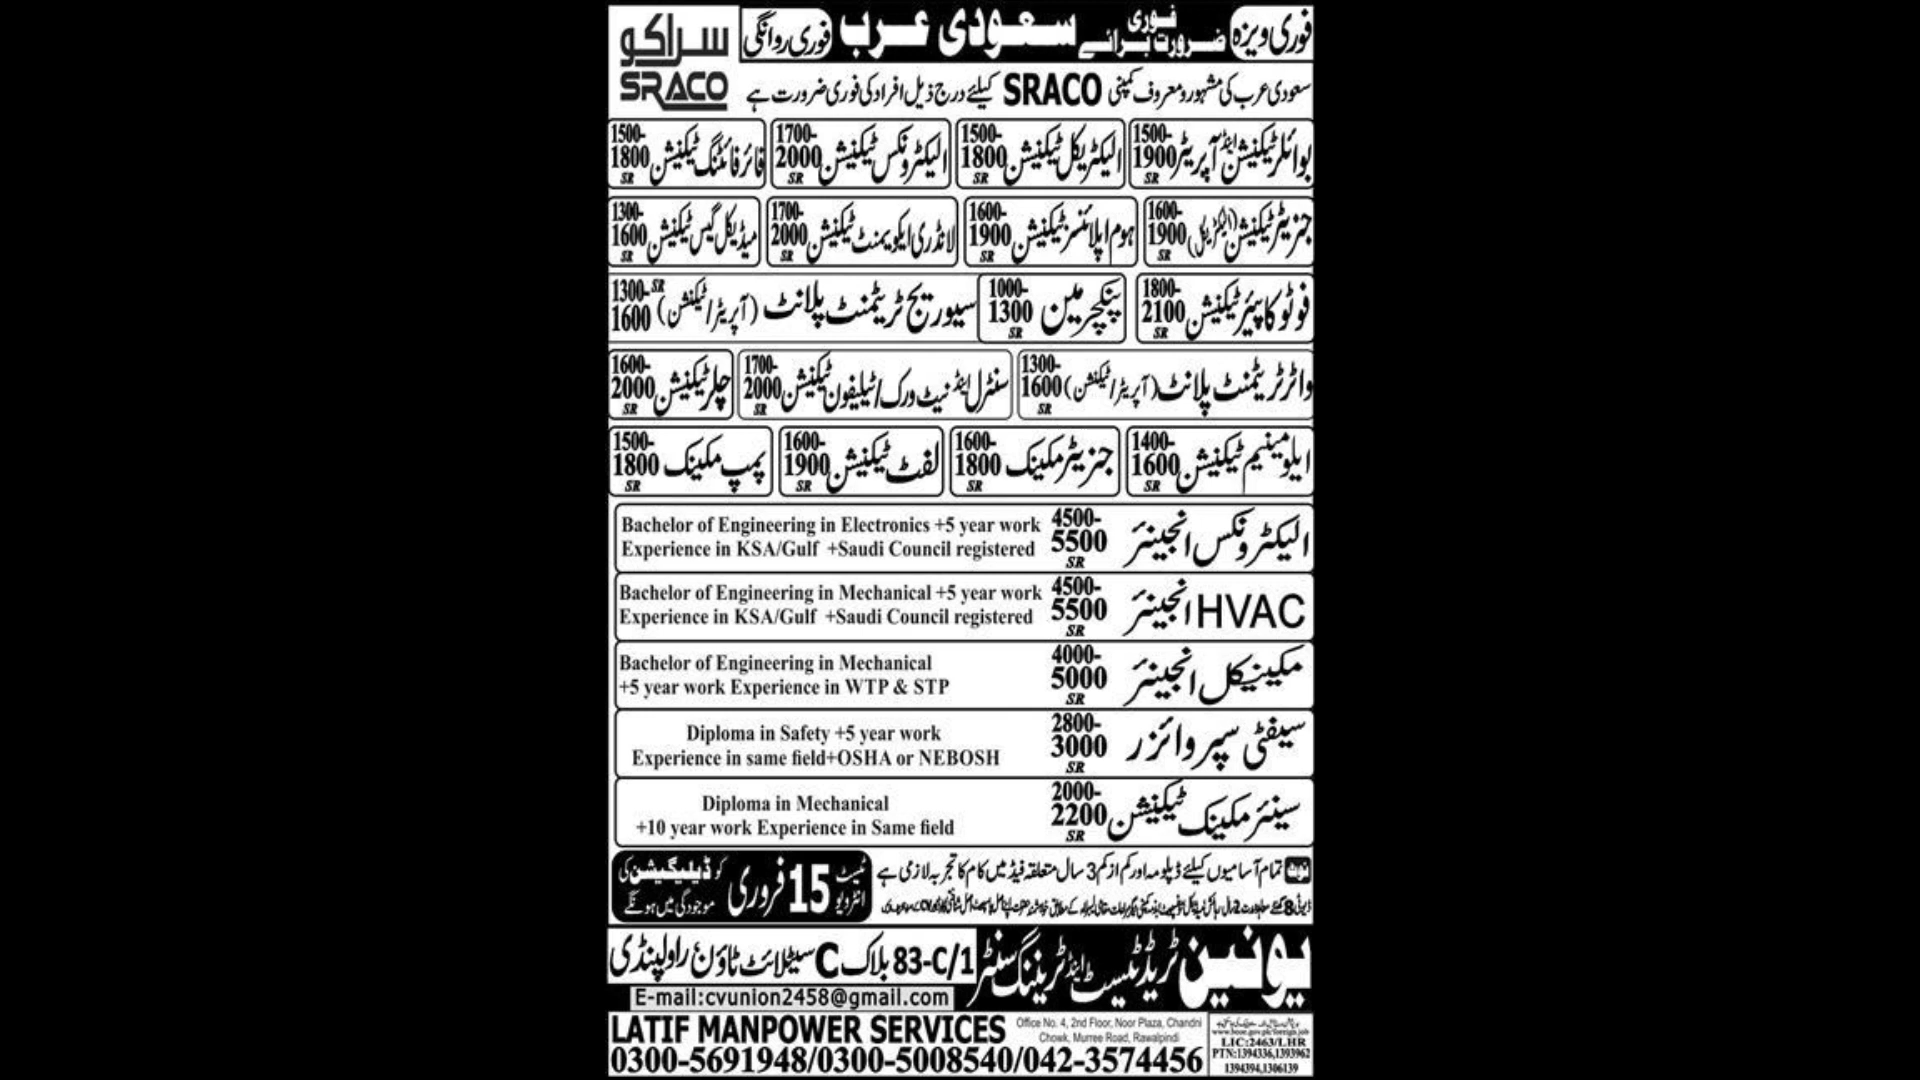 فوری ویزہ
فوری ضرورت برائے
سعودی عرب
فوری روانگی
سراکو
SRACO
سعودی عرب کی مشہور و معروف کمپنی SRACO کیلئے درج ذیل افراد کی فوری ضرورت ہے
بوائلر ٹیکنیشن اینڈ آپریٹر 1500-1900 SR
الیکٹریکل ٹیکنیشن 1500-1800 SR
الیکٹرونکس ٹیکنیشن 1700-2000 SR
فائر فائٹنگ ٹیکنیشن 1500-1800 SR
جنریٹر ٹیکنیشن (الیکٹریکل) 1600-1900 SR
ہوم اپلائنسز ٹیکنیشن 1600-1900 SR
لانڈری ایکوپمنٹ ٹیکنیشن 1700-2000 SR
میڈیکل گیس ٹیکنیشن 1300-1600 SR
فوٹو کاپیئر ٹیکنیشن 1800-2100 SR
پنکچر مین 1000-1300 SR
سیوریج ٹریٹمنٹ پلانٹ (آپریٹر/ٹیکنشن) 1300-1600 SR
واٹر ٹریٹمنٹ پلانٹ (آپریٹر/ٹیکنشن) 1300-1600 SR
سنٹرل اینڈ نیٹ ورک/ٹیلیفون ٹیکنیشن 1700-2000 SR
چلر ٹیکنیشن 1600-2000 SR
ایلومینیم ٹیکنیشن 1400-1600 SR
جنریٹر مکینک 1600-1800 SR
لفٹ ٹیکنیشن 1600-1900 SR
پمپ مکینک 1500-1800 SR
الیکٹرونکس انجینئر 4500-5500 SR
Bachelor of Engineering in Electronics +5 year work
Experience in KSA/Gulf +Saudi Council registered
HVAC انجینئر 4500-5500 SR
Bachelor of Engineering in Mechanical +5 year work
Experience in KSA/Gulf +Saudi Council registered
مکینیکل انجینئر 4000-5000 SR
Bachelor of Engineering in Mechanical
+5 year work Experience in WTP & STP
سیفٹی سپروائزر 2800-3000 SR
Diploma in Safety +5 year work
Experience in same field+OSHA or NEBOSH
سینئر مکینک ٹیکنیشن 2000-2200 SR
Diploma in Mechanical
+10 year work Experience in Same field
نوٹ تمام آسامیوں کیلئے ڈپلومہ اور کم از کم 3 سال متعلقہ فیلڈ میں کام کا تجربہ لازمی ہے
ٹیسٹ انٹرویو 15 فروری کو ڈیلیگیشن کی موجودگی میں ہونگے
یونین ٹریڈ ٹیسٹ اینڈ ٹریننگ سنٹر
83-C/1 بلاک C سیٹلائٹ ٹاؤن راولپنڈی
E-mail:cvunion2458@gmail.com
LATIF MANPOWER SERVICES
Office No. 4, 2nd Floor, Noor Plaza, Chandni
Chowk, Murree Road, Rawalpindi
0300-5691948/0300-5008540/042-3574456
www.beoe.gov.pk/foreign.job
LIC:2463/LHR
PTN:1394336,1393962
1394394,1306139